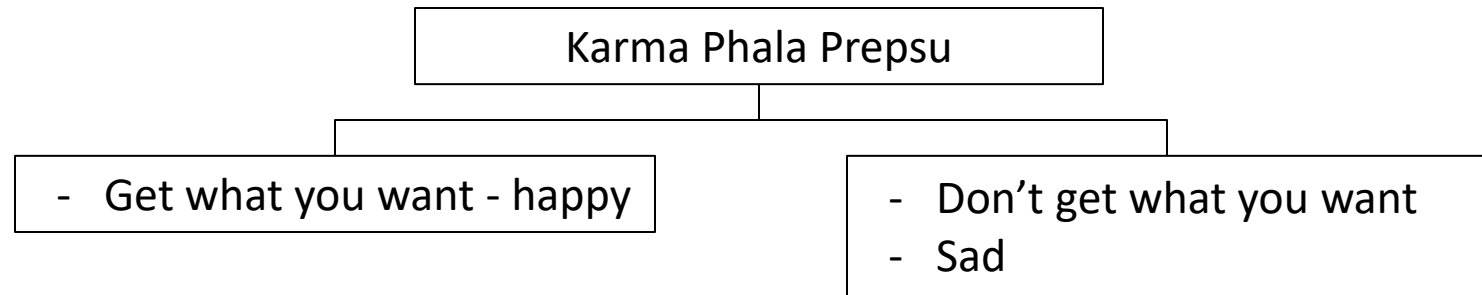 Karma Phala Prepsu
- Get what you want - happy
- Don’t get what you want
- Sad